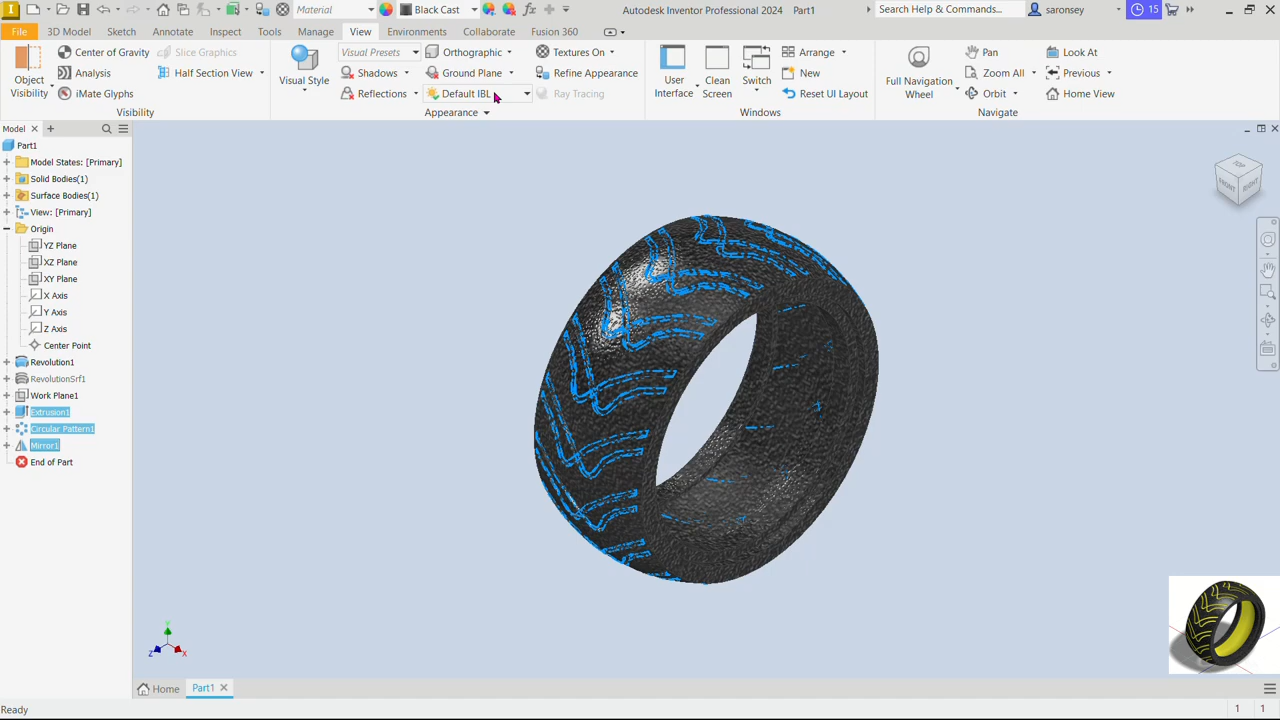 Material
Black Cast
fx
Autodesk Inventor Professional 2024 Part1
Search Help & Commands...
saronsey
15
File
3D Model
Sketch
Annotate
Inspect
Tools
Manage
View
Environments
Collaborate
Fusion 360
Object
Visibility
Center of Gravity
Slice Graphics
Analysis
Half Section View
iMate Glyphs
Visibility
Visual Style
Visual Presets
Shadows
Reflections
Orthographic
Ground Plane
Default IBL
Textures On
Refine Appearance
Ray Tracing
Appearance
User
Interface
Clean
Screen
Switch
Arrange
New
Reset UI Layout
Windows
Full Navigation
Wheel
Pan
Zoom All
Orbit
Look At
Previous
Home View
Navigate
Model
Part1
Model States: [Primary]
Solid Bodies(1)
Surface Bodies(1)
View: [Primary]
Origin
YZ Plane
XZ Plane
XY Plane
X Axis
Y Axis
Z Axis
Center Point
Revolution1
RevolutionSrf1
Work Plane1
Extrusion1
Circular Pattern1
Mirror1
End of Part
TOP
FRONT
RIGHT
Y
Z
X
Home
Part1
Ready
1
1